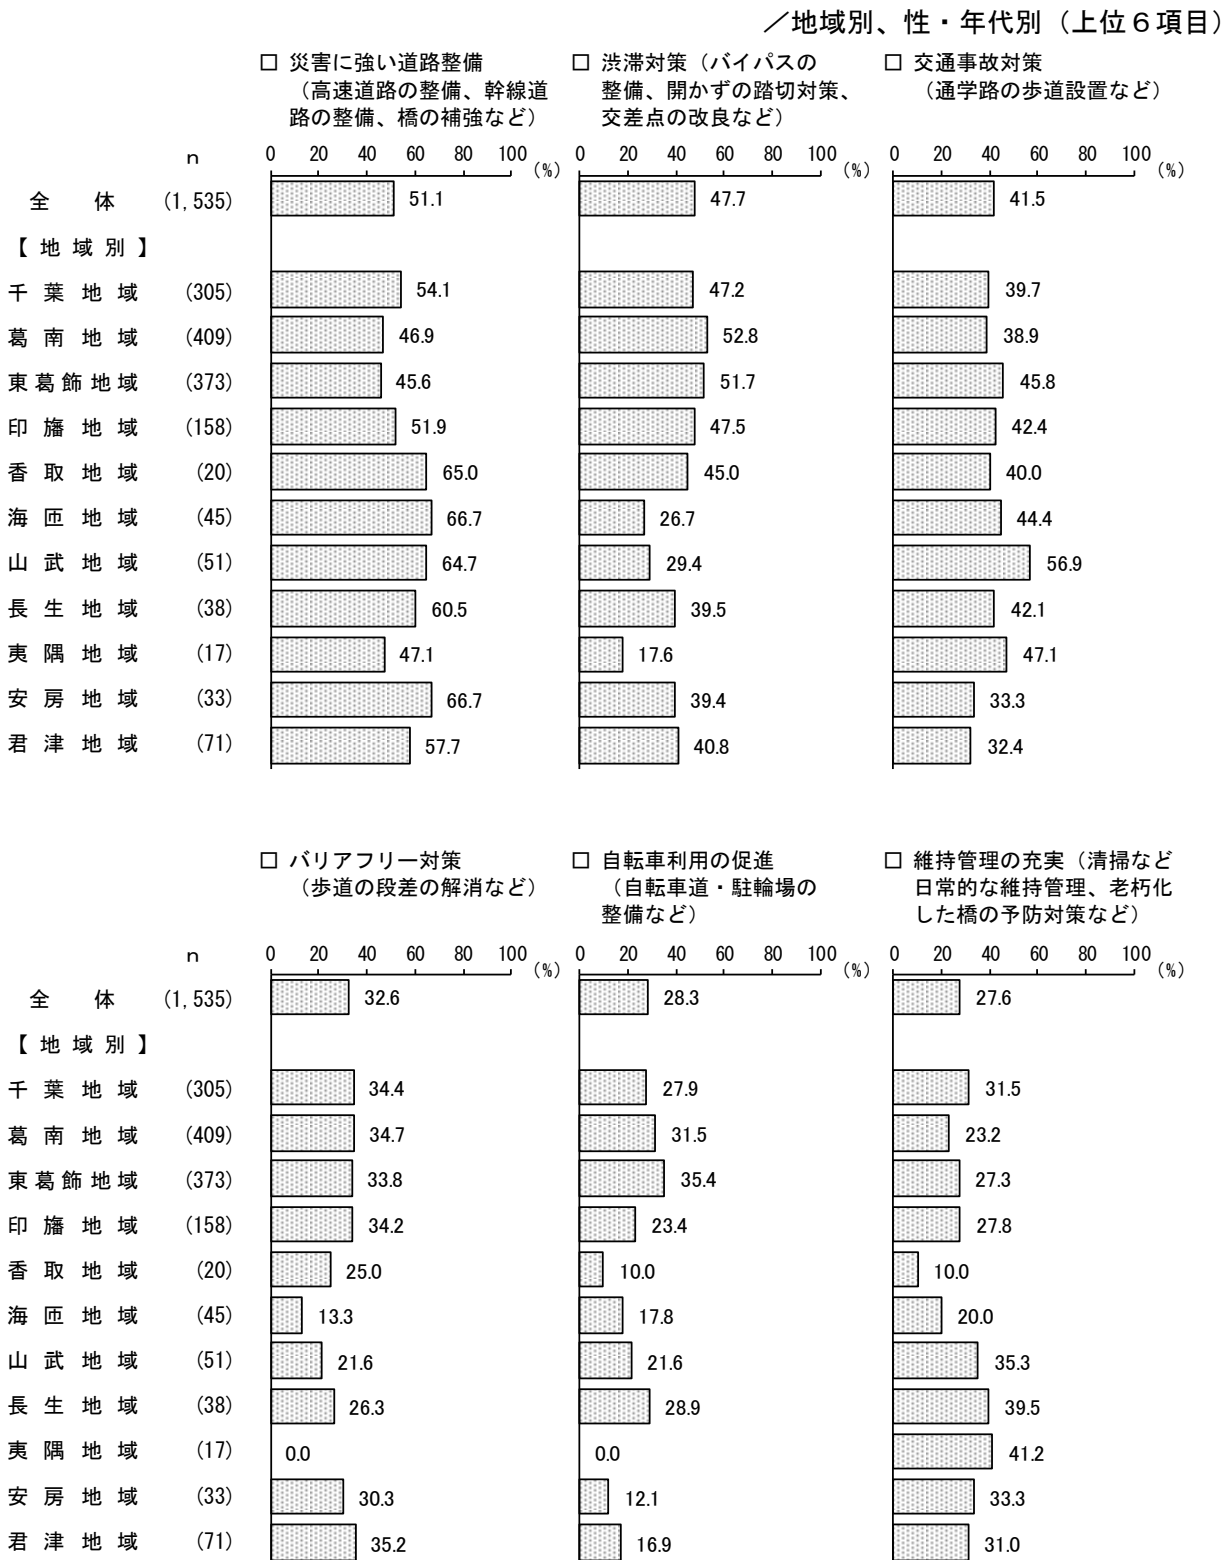 ／地域別、性・年代別（上位６項目）
□ 災害に強い道路整備
（高速道路の整備、幹線道
路の整備、橋の補強など）
□ 渋滞対策（バイパスの
整備、開かずの踏切対策、
交差点の改良など）
□ 交通事故対策
（通学路の歩道設置など）
n 0 20 40 60 80 100 (%) 0 20 40 60 80 100 (%) 0 20 40 60 80 100 (%)
全体 (1,535) 51.1 47.7 41.5
【地域別】
千葉地域 (305) 54.1 47.2 39.7
葛南地域 (409) 46.9 52.8 38.9
東葛飾地域 (373) 45.6 51.7 45.8
印旛地域 (158) 51.9 47.5 42.4
香取地域 (20) 65.0 45.0 40.0
海匝地域 (45) 66.7 26.7 44.4
山武地域 (51) 64.7 29.4 56.9
長生地域 (38) 60.5 39.5 42.1
夷隅地域 (17) 47.1 17.6 47.1
安房地域 (33) 66.7 39.4 33.3
君津地域 (71) 57.7 40.8 32.4
□ バリアフリー対策
（歩道の段差の解消など）
□ 自転車利用の促進
（自転車道・駐輪場の
整備など）
□ 維持管理の充実（清掃など
日常的な維持管理、老朽化
した橋の予防対策など）
n 0 20 40 60 80 100 (%) 0 20 40 60 80 100 (%) 0 20 40 60 80 100 (%)
全体 (1,535) 32.6 28.3 27.6
【地域別】
千葉地域 (305) 34.4 27.9 31.5
葛南地域 (409) 34.7 31.5 23.2
東葛飾地域 (373) 33.8 35.4 27.3
印旛地域 (158) 34.2 23.4 27.8
香取地域 (20) 25.0 10.0 10.0
海匝地域 (45) 13.3 17.8 20.0
山武地域 (51) 21.6 21.6 35.3
長生地域 (38) 26.3 28.9 39.5
夷隅地域 (17) 0.0 0.0 41.2
安房地域 (33) 30.3 12.1 33.3
君津地域 (71) 35.2 16.9 31.0